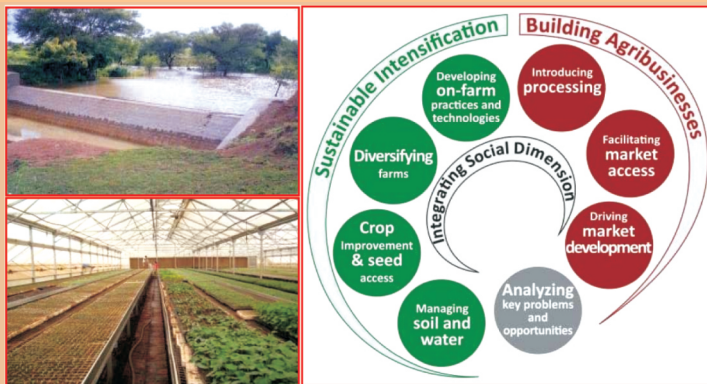 Sustainable Intensification
Building Agribusinesses
Integrating Social Dimension
Developing
on-farm
practices and
technologies
Diversifying
farms
Crop
Improvement
& seed
access
Managing
soil and
water
Analyzing
key problems
and
opportunities
Introducing
processing
Facilitating
market
access
Driving
market
development